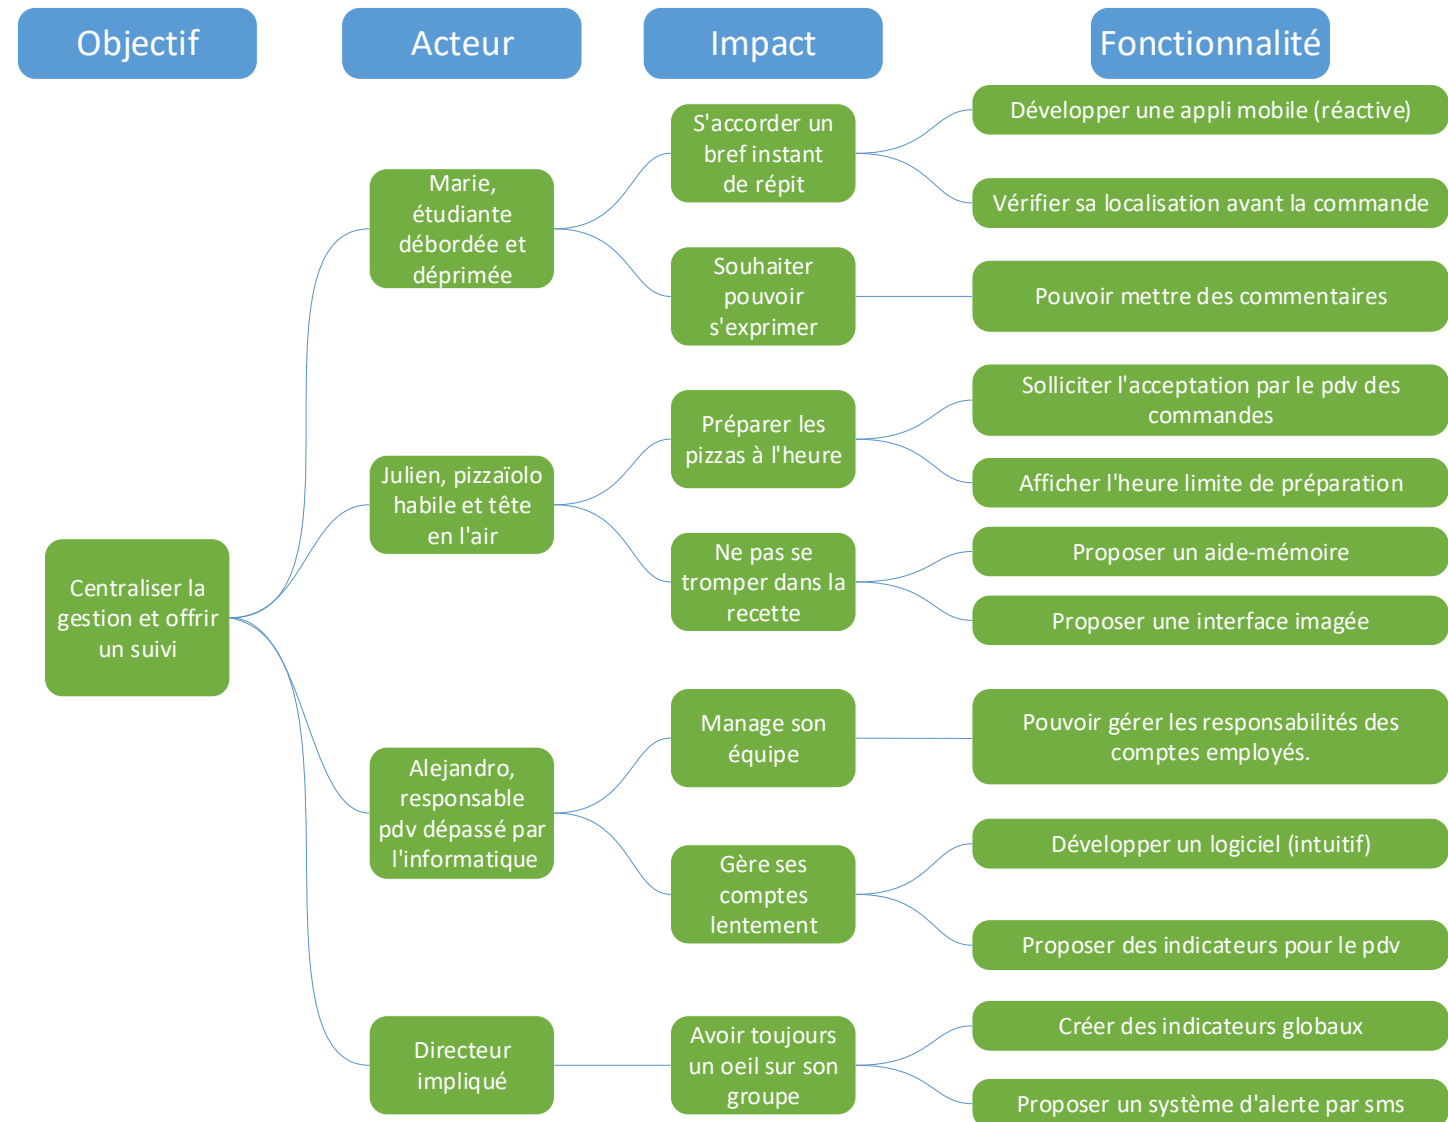 Objectif
Acteur
Impact
Fonctionnalité
Centraliser la
gestion et offrir
un suivi
Marie,
étudiante
débordée et
déprimée
S'accorder un
bref instant
de répit
Développer une appli mobile (réactive)
Vérifier sa localisation avant la commande
Souhaiter
pouvoir
s'exprimer
Pouvoir mettre des commentaires
Julien, pizzaïolo
habile et tête
en l'air
Préparer les
pizzas à l'heure
Solliciter l'acceptation par le pdv des
commandes
Afficher l'heure limite de préparation
Ne pas se
tromper dans la
recette
Proposer un aide-mémoire
Proposer une interface imagée
Alejandro,
responsable
pdv dépassé par
l'informatique
Manage son
équipe
Pouvoir gérer les responsabilités des
comptes employés.
Gère ses
comptes
lentement
Développer un logiciel (intuitif)
Proposer des indicateurs pour le pdv
Directeur
impliqué
Avoir toujours
un oeil sur son
groupe
Créer des indicateurs globaux
Proposer un système d'alerte par sms